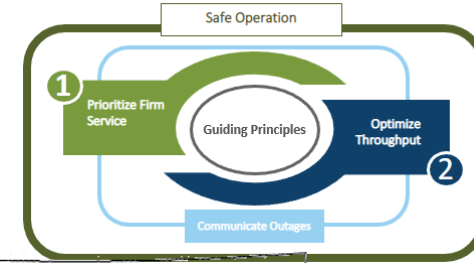 Safe Operation
1
Prioritize Firm
Service
Guiding Principles
Optimize
Throughput
2
Communicate Outages